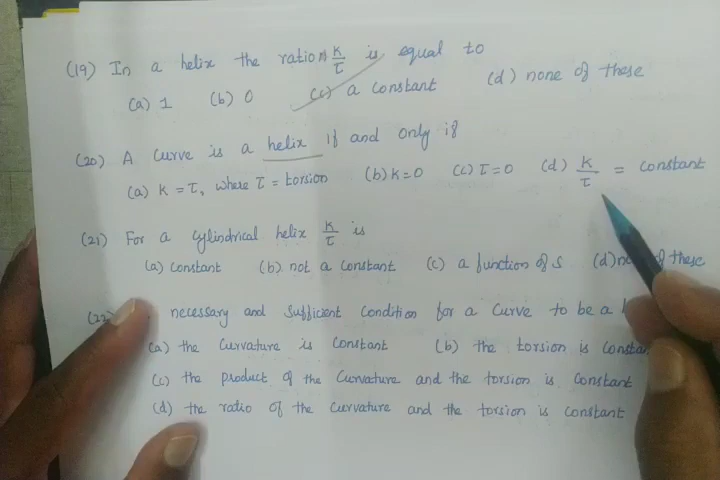 (19) In a helix the ratio K/τ is equal to
(a) 1 (b) 0 (c) a constant (d) none of these
(20) A Curve is a helix if and only if
(a) K = τ, where τ = torsion (b) K = 0 (c) τ = 0 (d) K/τ = constant
(21) For a cylindrical helix K/τ is
(a) constant (b) not a constant (c) a function of s (d) of these
(22) necessary and Sufficient Condition for a Curve to be a
(a) the Curvature is Constant (b) the torsion is
(c) the product of the Curvature and the torsion is Constant
(d) the ratio of the Curvature and the torsion is constant